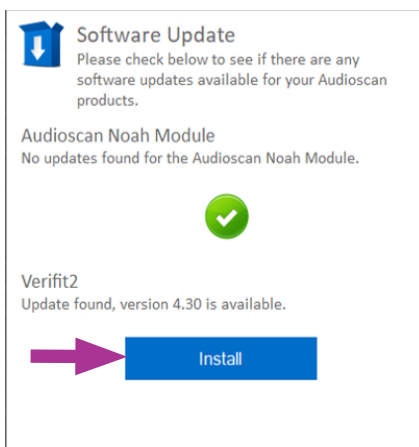 Software Update
Please check below to see if there are any
software updates available for your Audioscan
products.
Audioscan Noah Module
No updates found for the Audioscan Noah Module.
Verifit2
Update found, version 4.30 is available.
Install